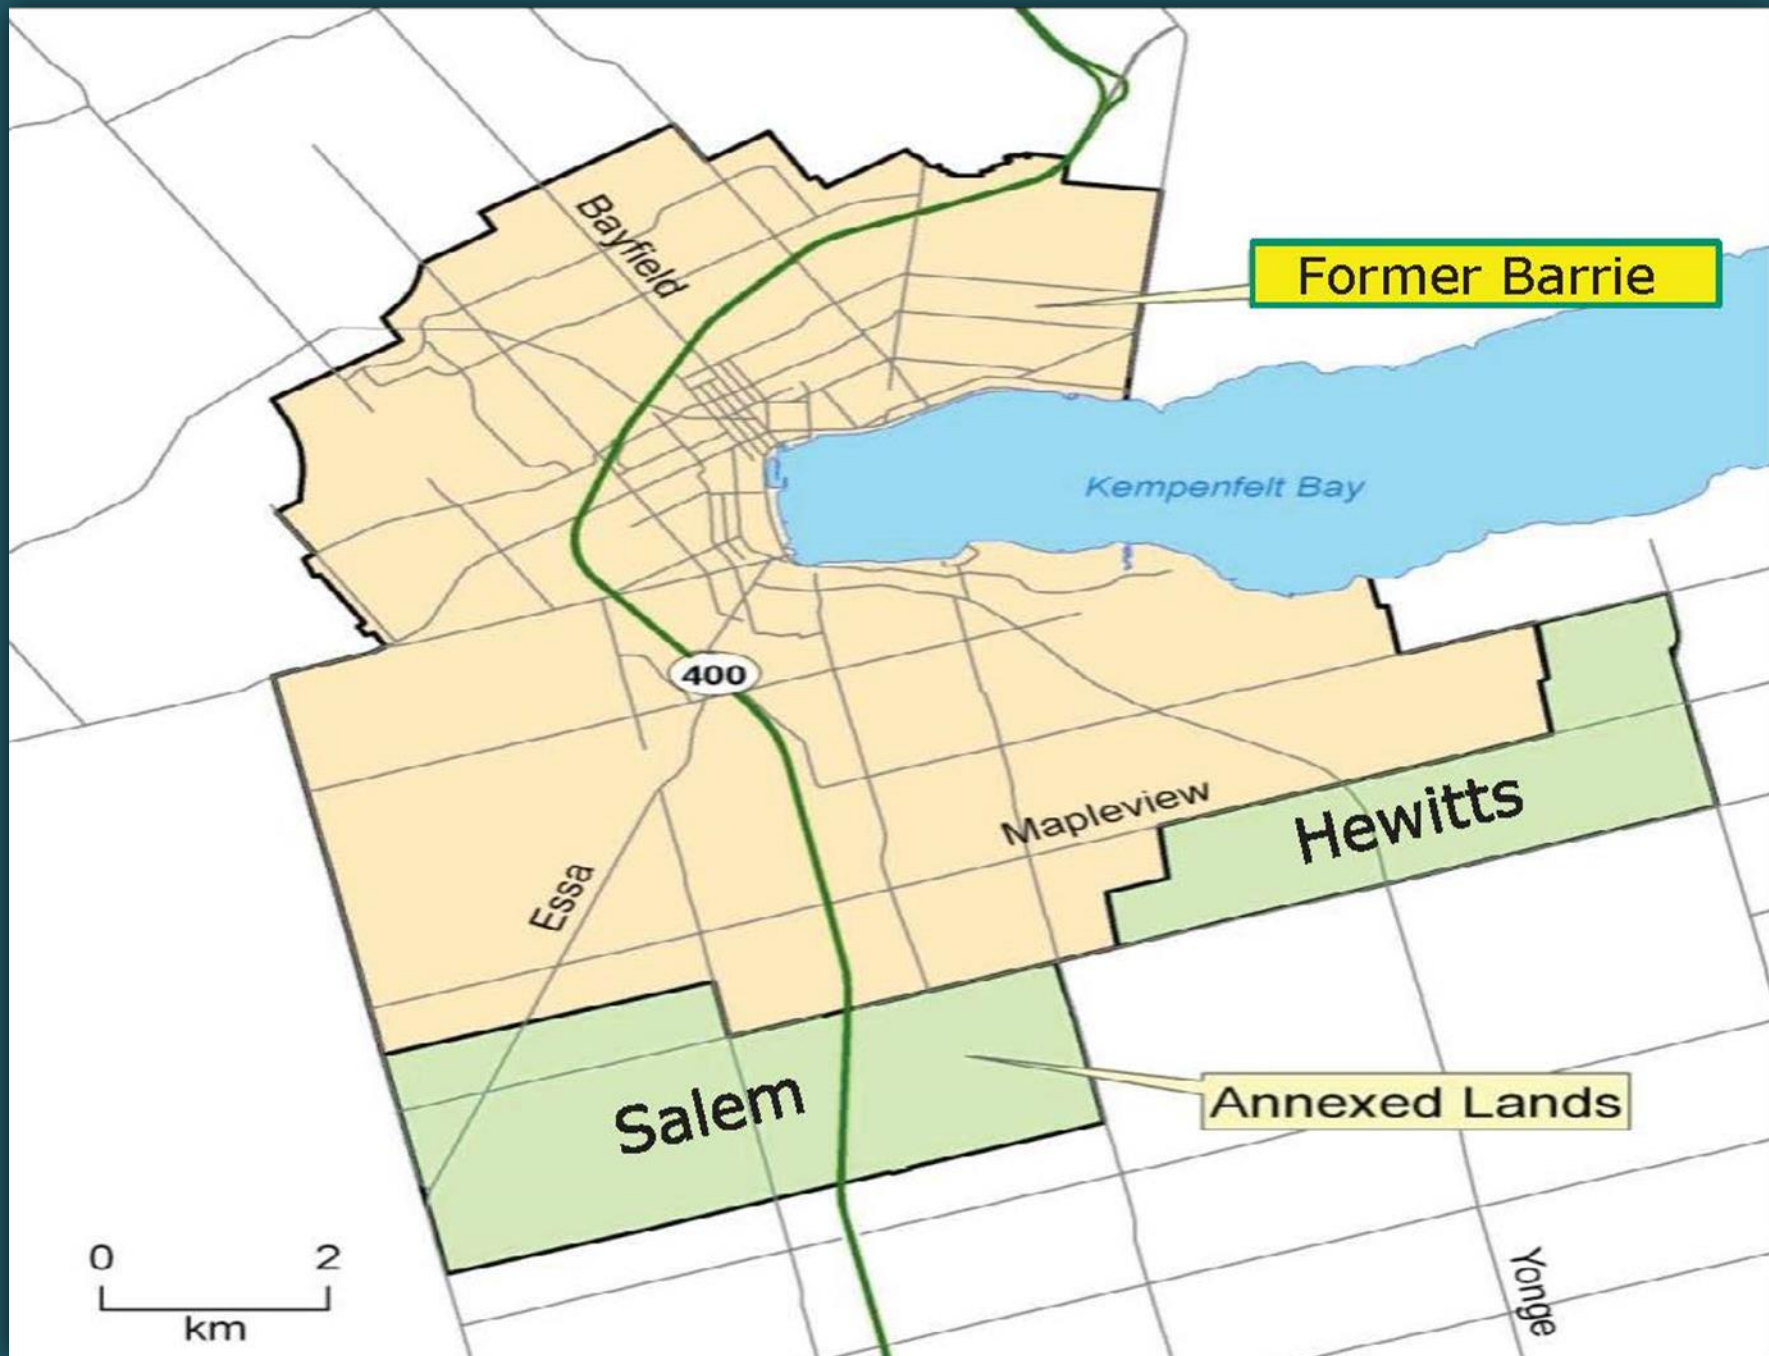 Bayfield
Former Barrie
Kempenfelt Bay
400
Mapleview
Hewitts
Essa
Salem
Annexed Lands
0 2
km
Yonge